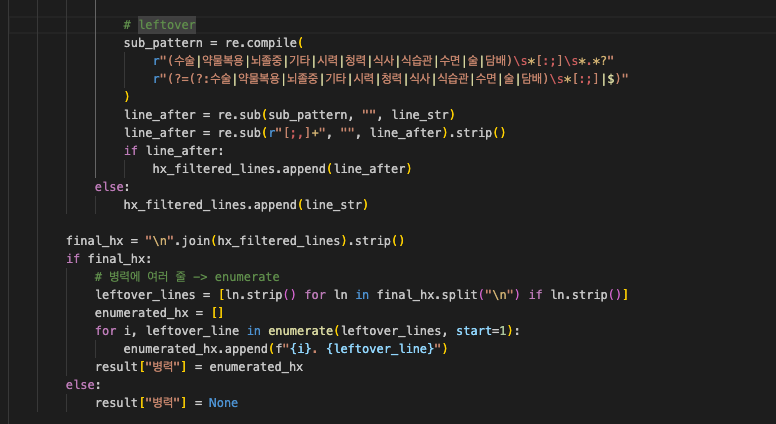 # leftover
sub_pattern = re.compile(
r"(수술|약물복용|뇌졸중|기타|시력|청력|식사|식습관|수면|술|담배)\s*[:;]\s*.*?"
r"(?=(?:수술|약물복용|뇌졸중|기타|시력|청력|식사|식습관|수면|술|담배)\s*[:;]|$)"
)
line_after = re.sub(sub_pattern, "", line_str)
line_after = re.sub(r"[;,]+", "", line_after).strip()
if line_after:
hx_filtered_lines.append(line_after)
else:
hx_filtered_lines.append(line_str)
final_hx = "\n".join(hx_filtered_lines).strip()
if final_hx:
# 병력에 여러 줄 -> enumerate
leftover_lines = [ln.strip() for ln in final_hx.split("\n") if ln.strip()]
enumerated_hx = []
for i, leftover_line in enumerate(leftover_lines, start=1):
enumerated_hx.append(f"{i}. {leftover_line}")
result["병력"] = enumerated_hx
else:
result["병력"] = None